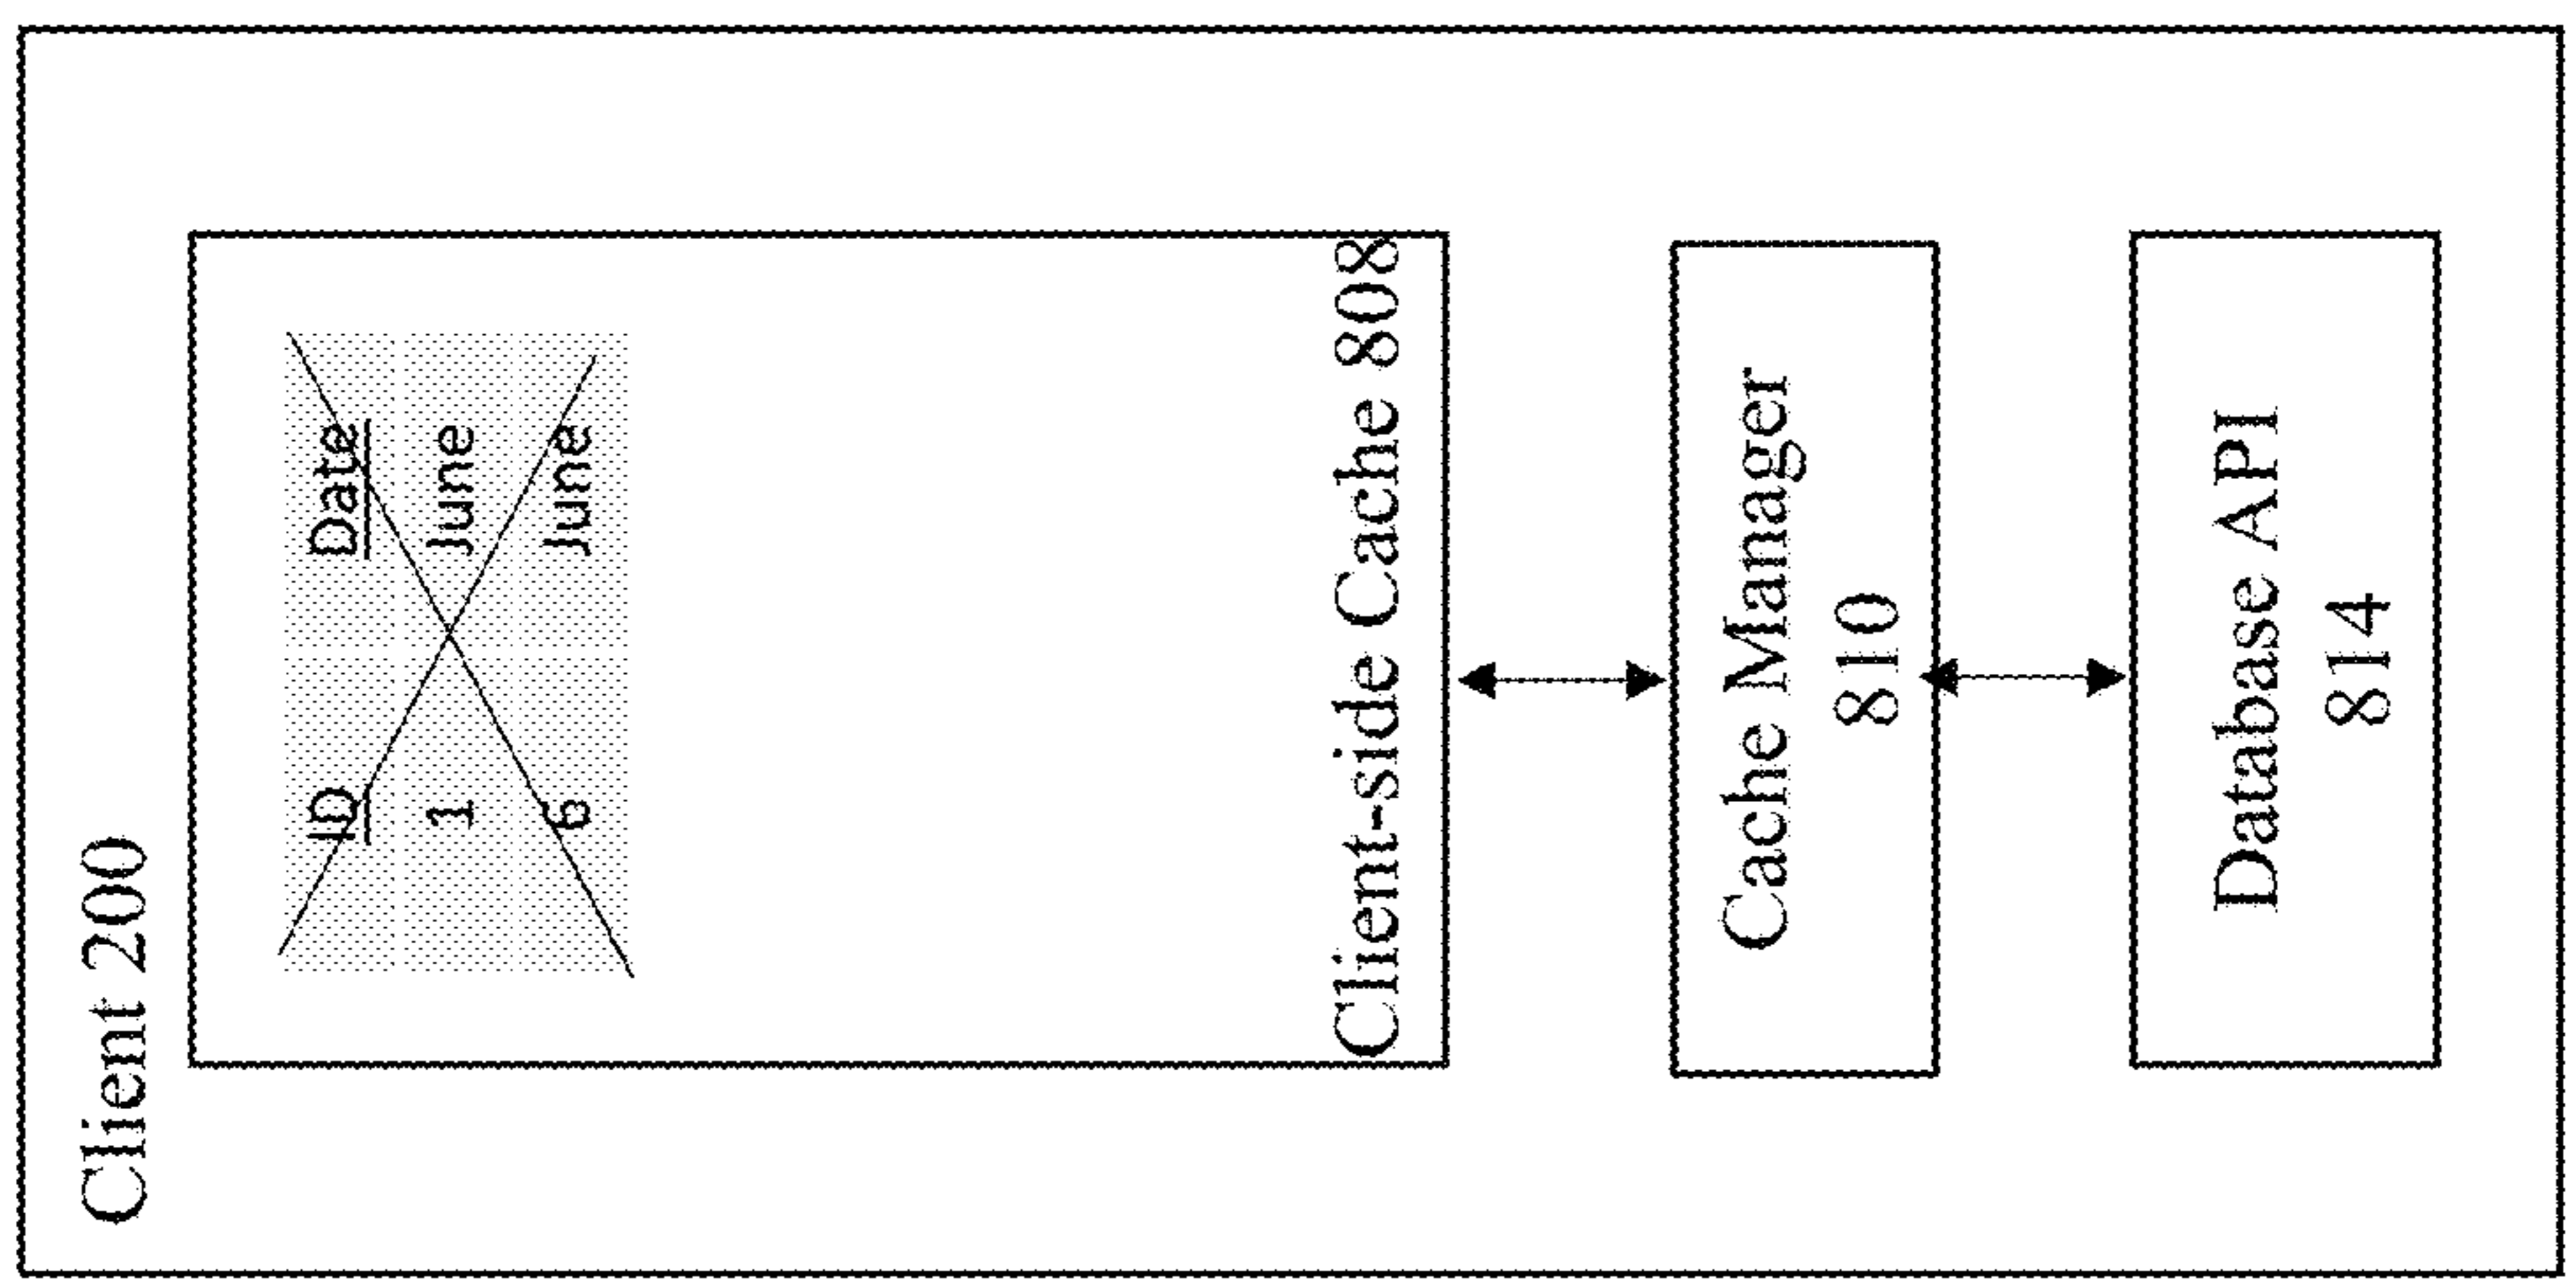 Client 200
ID Date
1 June
6 June
Client-side Cache 808
Cache Manager
810
Database API
814